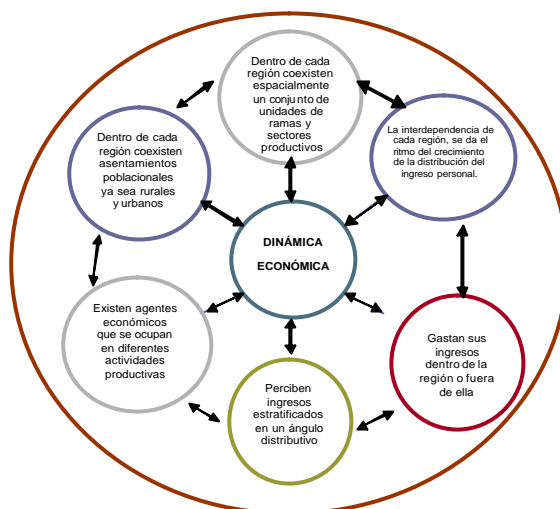 Dentro de cada
región coexisten
espacialmente
un conjunto de
unidades de
ramas y
sectores
productivos
La interdependencia de
cada región, se da el
ritmo del crecimiento
de la distribución del
ingreso personal.
Dentro de cada
región coexisten
asentamientos
poblacionales
ya sea rurales
y urbanos
DINÁMICA
ECONÓMICA
Existen agentes
económicos
que se ocupan
en diferentes
actividades
productivas
Gastan sus
ingresos
dentro de la
región o fuera
de ella
Perciben
ingresos
estratificados
en un ángulo
distributivo